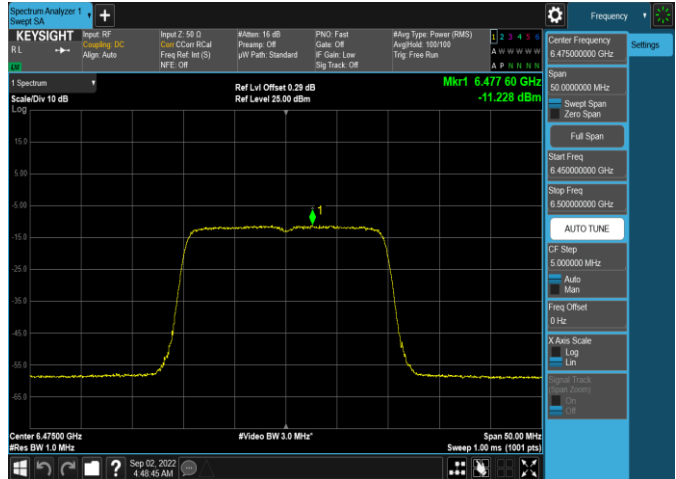 Spectrum Analyzer 1
Swept SA
Frequency
KEYSIGHT
RL
Input: RF
Coupling: DC
Align: Auto
Input Z: 50 Ω
Corr CCorr RCal
Freq Ref: Int (S)
NFE: Off
#Atten: 16 dB
Preamp: Off
µW Path: Standard
PNO: Fast
Gate: Off
IF Gain: Low
Sig Track: Off
#Avg Type: Power (RMS)
Avg|Hold: 100/100
Trig: Free Run
1 2 3 4 5 6
A W W W W W
A P N N N N
1 Spectrum
Scale/Div 10 dB
Log
Ref Lvl Offset 0.29 dB
Ref Level 25.00 dBm
Mkr1 6.477 60 GHz
-11.228 dBm
15.0
5.00
-5.00
1
-15.0
-25.0
-35.0
-45.0
-55.0
-65.0
Center 6.47500 GHz
#Res BW 1.0 MHz
#Video BW 3.0 MHz*
Span 50.00 MHz
Sweep 1.00 ms (1001 pts)
Sep 02, 2022
4:48:45 AM
Center Frequency
6.475000000 GHz
Settings
Span
50.0000000 MHz
Swept Span
Zero Span
Full Span
Start Freq
6.450000000 GHz
Stop Freq
6.500000000 GHz
AUTO TUNE
CF Step
5.000000 MHz
Auto
Man
Freq Offset
0 Hz
X Axis Scale
Log
Lin
Signal Track
(Span Zoom)
On
Off